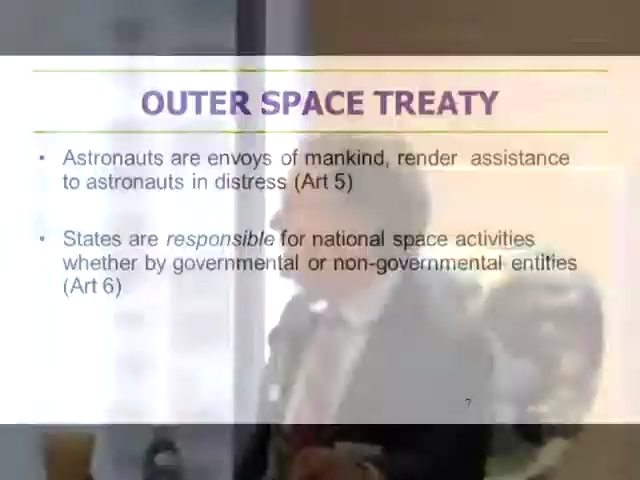 OUTER SPACE TREATY
• Astronauts are envoys of mankind, render assistance
to astronauts in distress (Art 5)
• States are responsible for national space activities
whether by governmental or non-governmental entities
(Art 6)
7